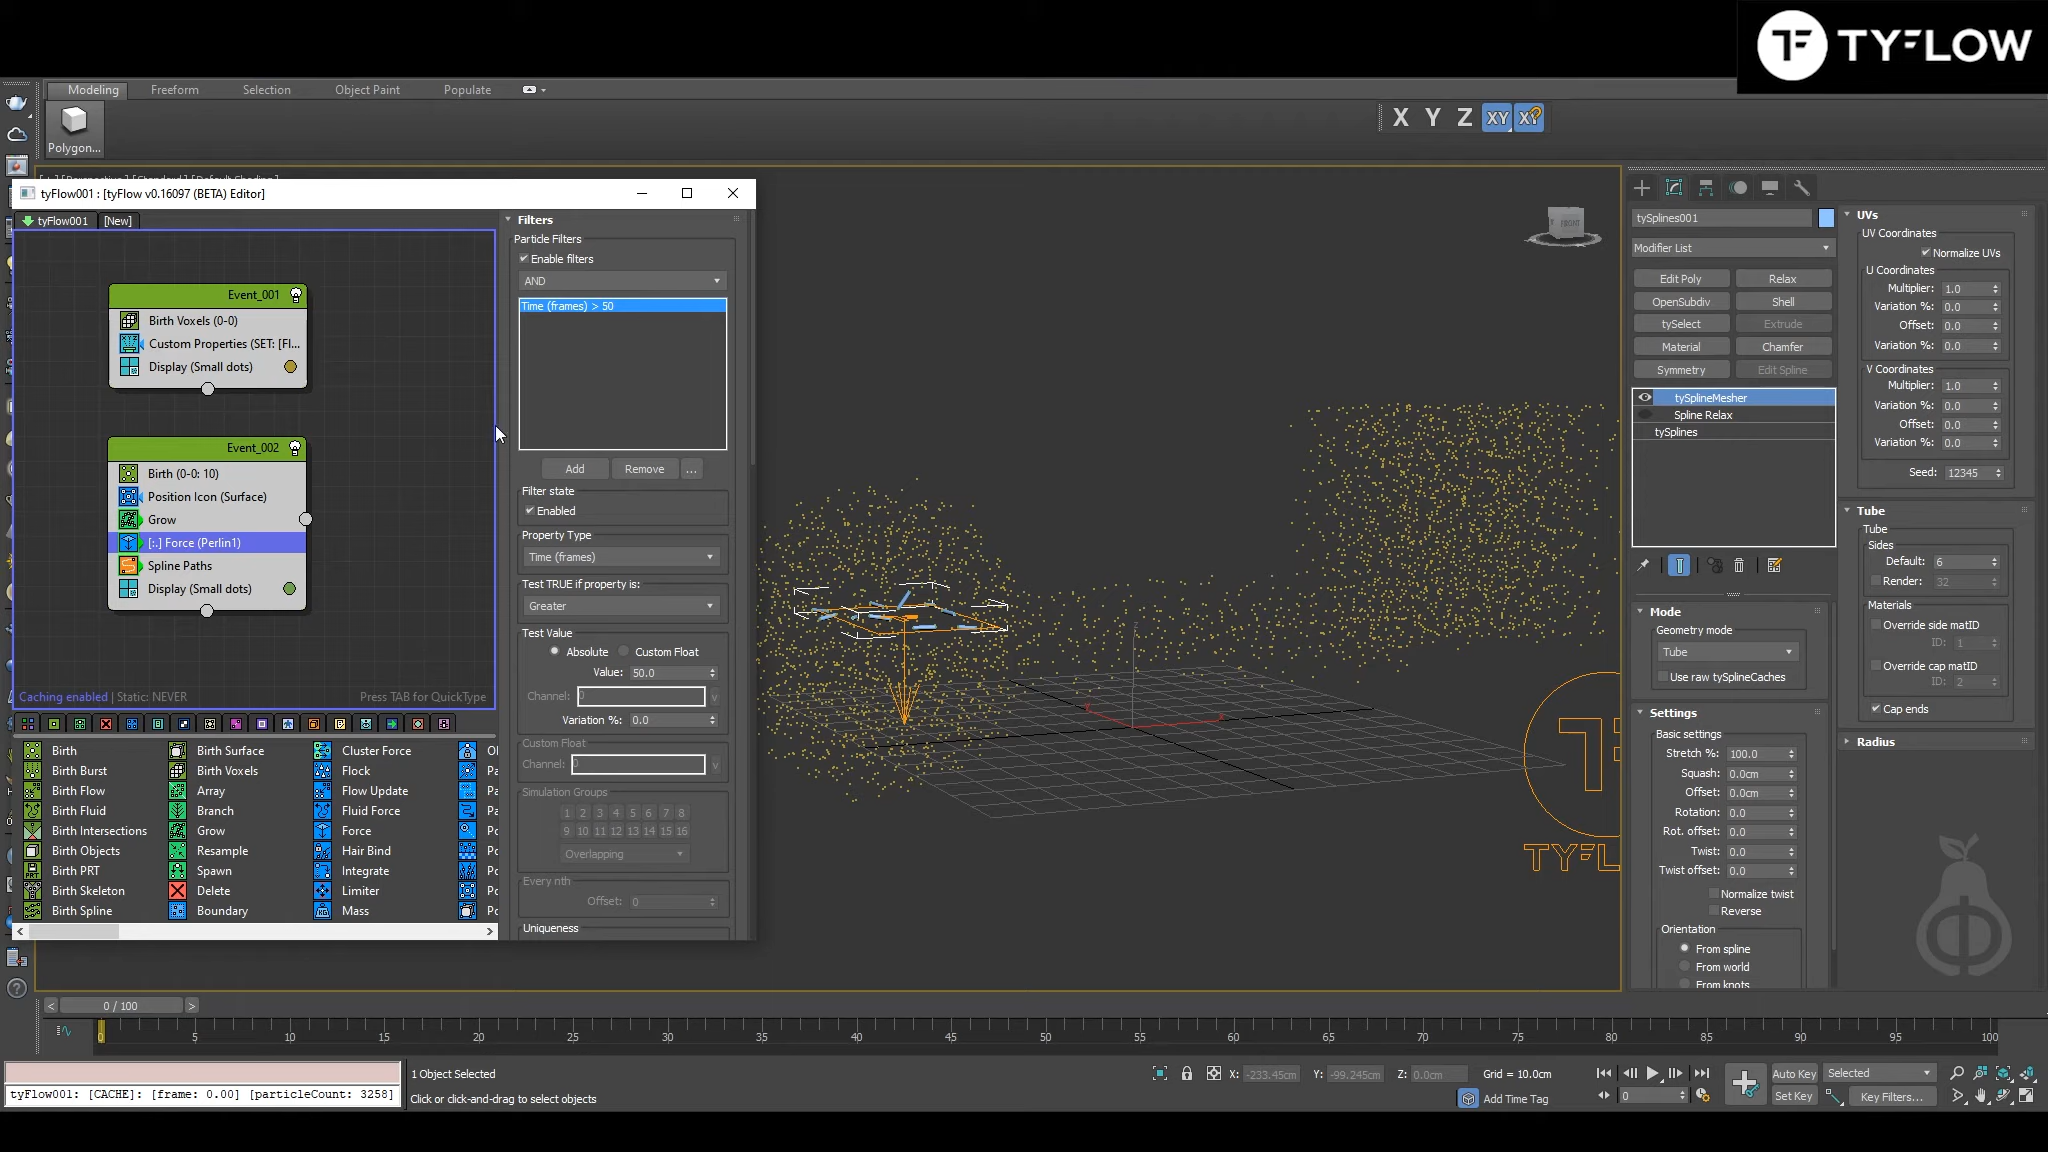 TYFLOW
Modeling
Freeform
Selection
Object Paint
Populate
Polygon...
X Y Z XY
tyFlow001 : [tyFlow v0.16097 (BETA) Editor]
tyFlow001
[New]
Event_001
Birth Voxels (0-0)
Custom Properties (SET: [Fl...
Display (Small dots)
Event_002
Birth (0-0: 10)
Position Icon (Surface)
Grow
[:.] Force (Perlin1)
Spline Paths
Display (Small dots)
Caching enabled | Static: NEVER
Press TAB for QuickType
Birth
Birth Burst
Birth Flow
Birth Fluid
Birth Intersections
Birth Objects
Birth PRT
Birth Skeleton
Birth Spline
Birth Surface
Birth Voxels
Array
Branch
Grow
Resample
Spawn
Delete
Boundary
Cluster Force
Flock
Flow Update
Fluid Force
Force
Hair Bind
Integrate
Limiter
Mass
Filters
Particle Filters
Enable filters
AND
Time (frames) > 50
Add
Remove
...
Filter state
Enabled
Property Type
Time (frames)
Test TRUE if property is:
Greater
Test Value
Absolute
Custom Float
Value: 50.0
Channel:
Variation %: 0.0
Custom Float
Channel:
Simulation Groups
1 2 3 4 5 6 7 8
9 10 11 12 13 14 15 16
Overlapping
Every nth
Offset: 0
Uniqueness
FRONT
TYFL
tySplines001
Modifier List
Edit Poly
Relax
OpenSubdiv
Shell
tySelect
Extrude
Material
Chamfer
Symmetry
Edit Spline
tySplineMesher
Spline Relax
tySplines
Mode
Geometry mode
Tube
Use raw tySplineCaches
Settings
Basic settings
Stretch %: 100.0
Squash: 0.0cm
Offset: 0.0cm
Rotation: 0.0
Rot. offset: 0.0
Twist: 0.0
Twist offset: 0.0
Normalize twist
Reverse
Orientation
From spline
From world
From knots
UVs
UV Coordinates
Normalize UVs
U Coordinates
Multiplier: 1.0
Variation %: 0.0
Offset: 0.0
Variation %: 0.0
V Coordinates
Multiplier: 1.0
Variation %: 0.0
Offset: 0.0
Variation %: 0.0
Seed: 12345
Tube
Tube
Sides
Default: 6
Render: 32
Materials
Override side matID
ID: 1
Override cap matID
ID: 2
Cap ends
Radius
0 / 100
0 5 10 15 20 25 30 35 40 45 50 55 60 65 70 75 80 85 90 95 100
tyFlow001: [CACHE]: [frame: 0.00] [particleCount: 3258]
1 Object Selected
Click or click-and-drag to select objects
X: -233.45cm
Y: -99.245cm
Z: 0.0cm
Grid = 10.0cm
Add Time Tag
0
Auto Key
Selected
Set Key
Key Filters...